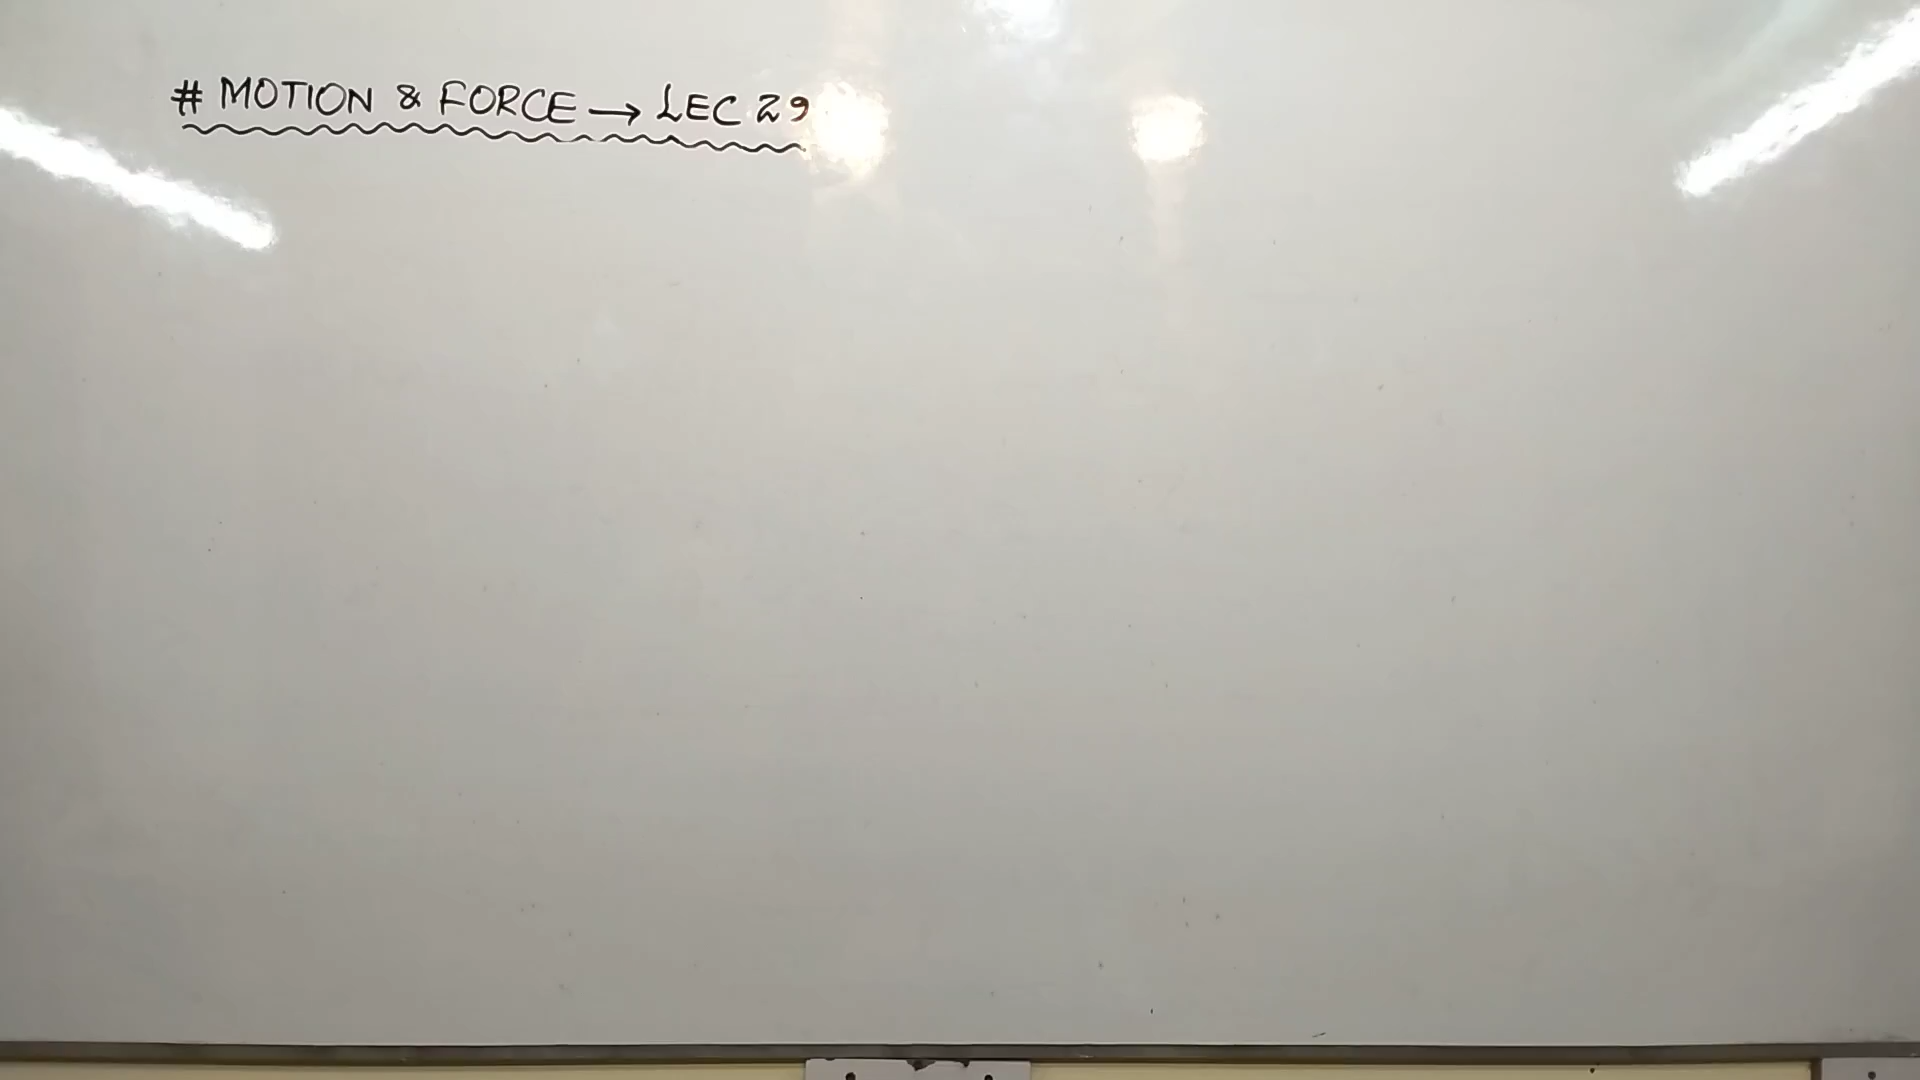 # MOTION & FORCE → LEC 29